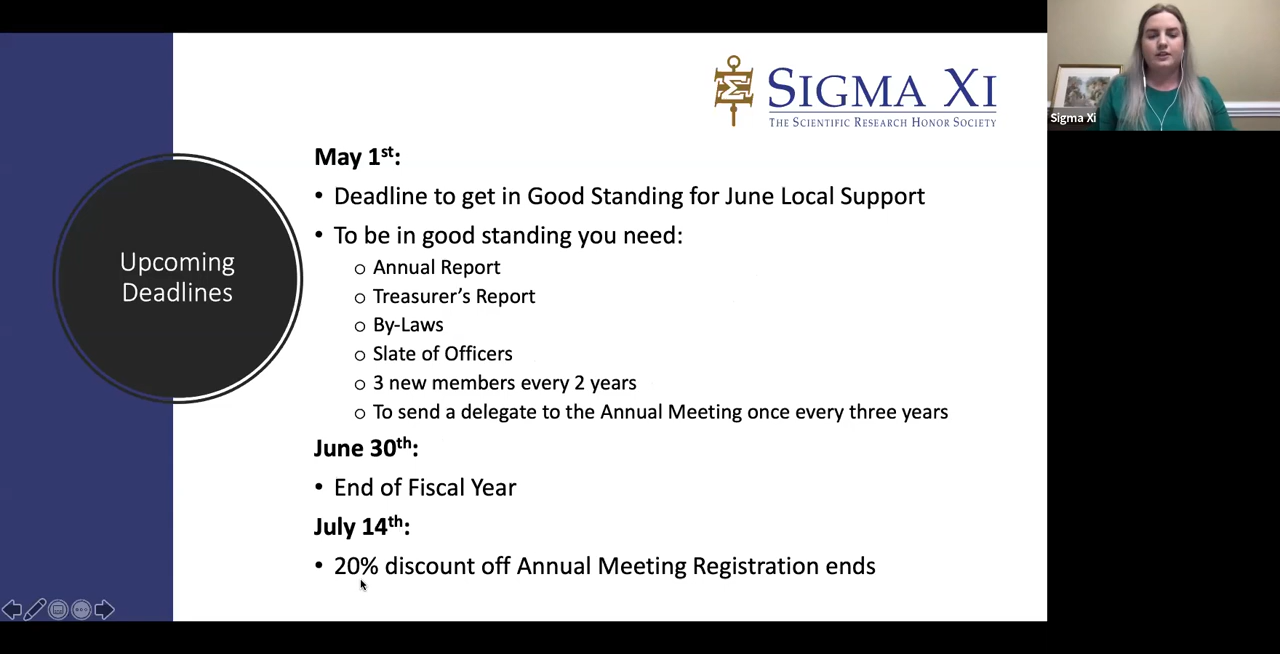 SIGMA XI
THE SCIENTIFIC RESEARCH HONOR SOCIETY
Sigma Xi
Upcoming
Deadlines
May 1st:
• Deadline to get in Good Standing for June Local Support
• To be in good standing you need:
o Annual Report
o Treasurer’s Report
o By-Laws
o Slate of Officers
o 3 new members every 2 years
o To send a delegate to the Annual Meeting once every three years
June 30th:
• End of Fiscal Year
July 14th:
• 20% discount off Annual Meeting Registration ends